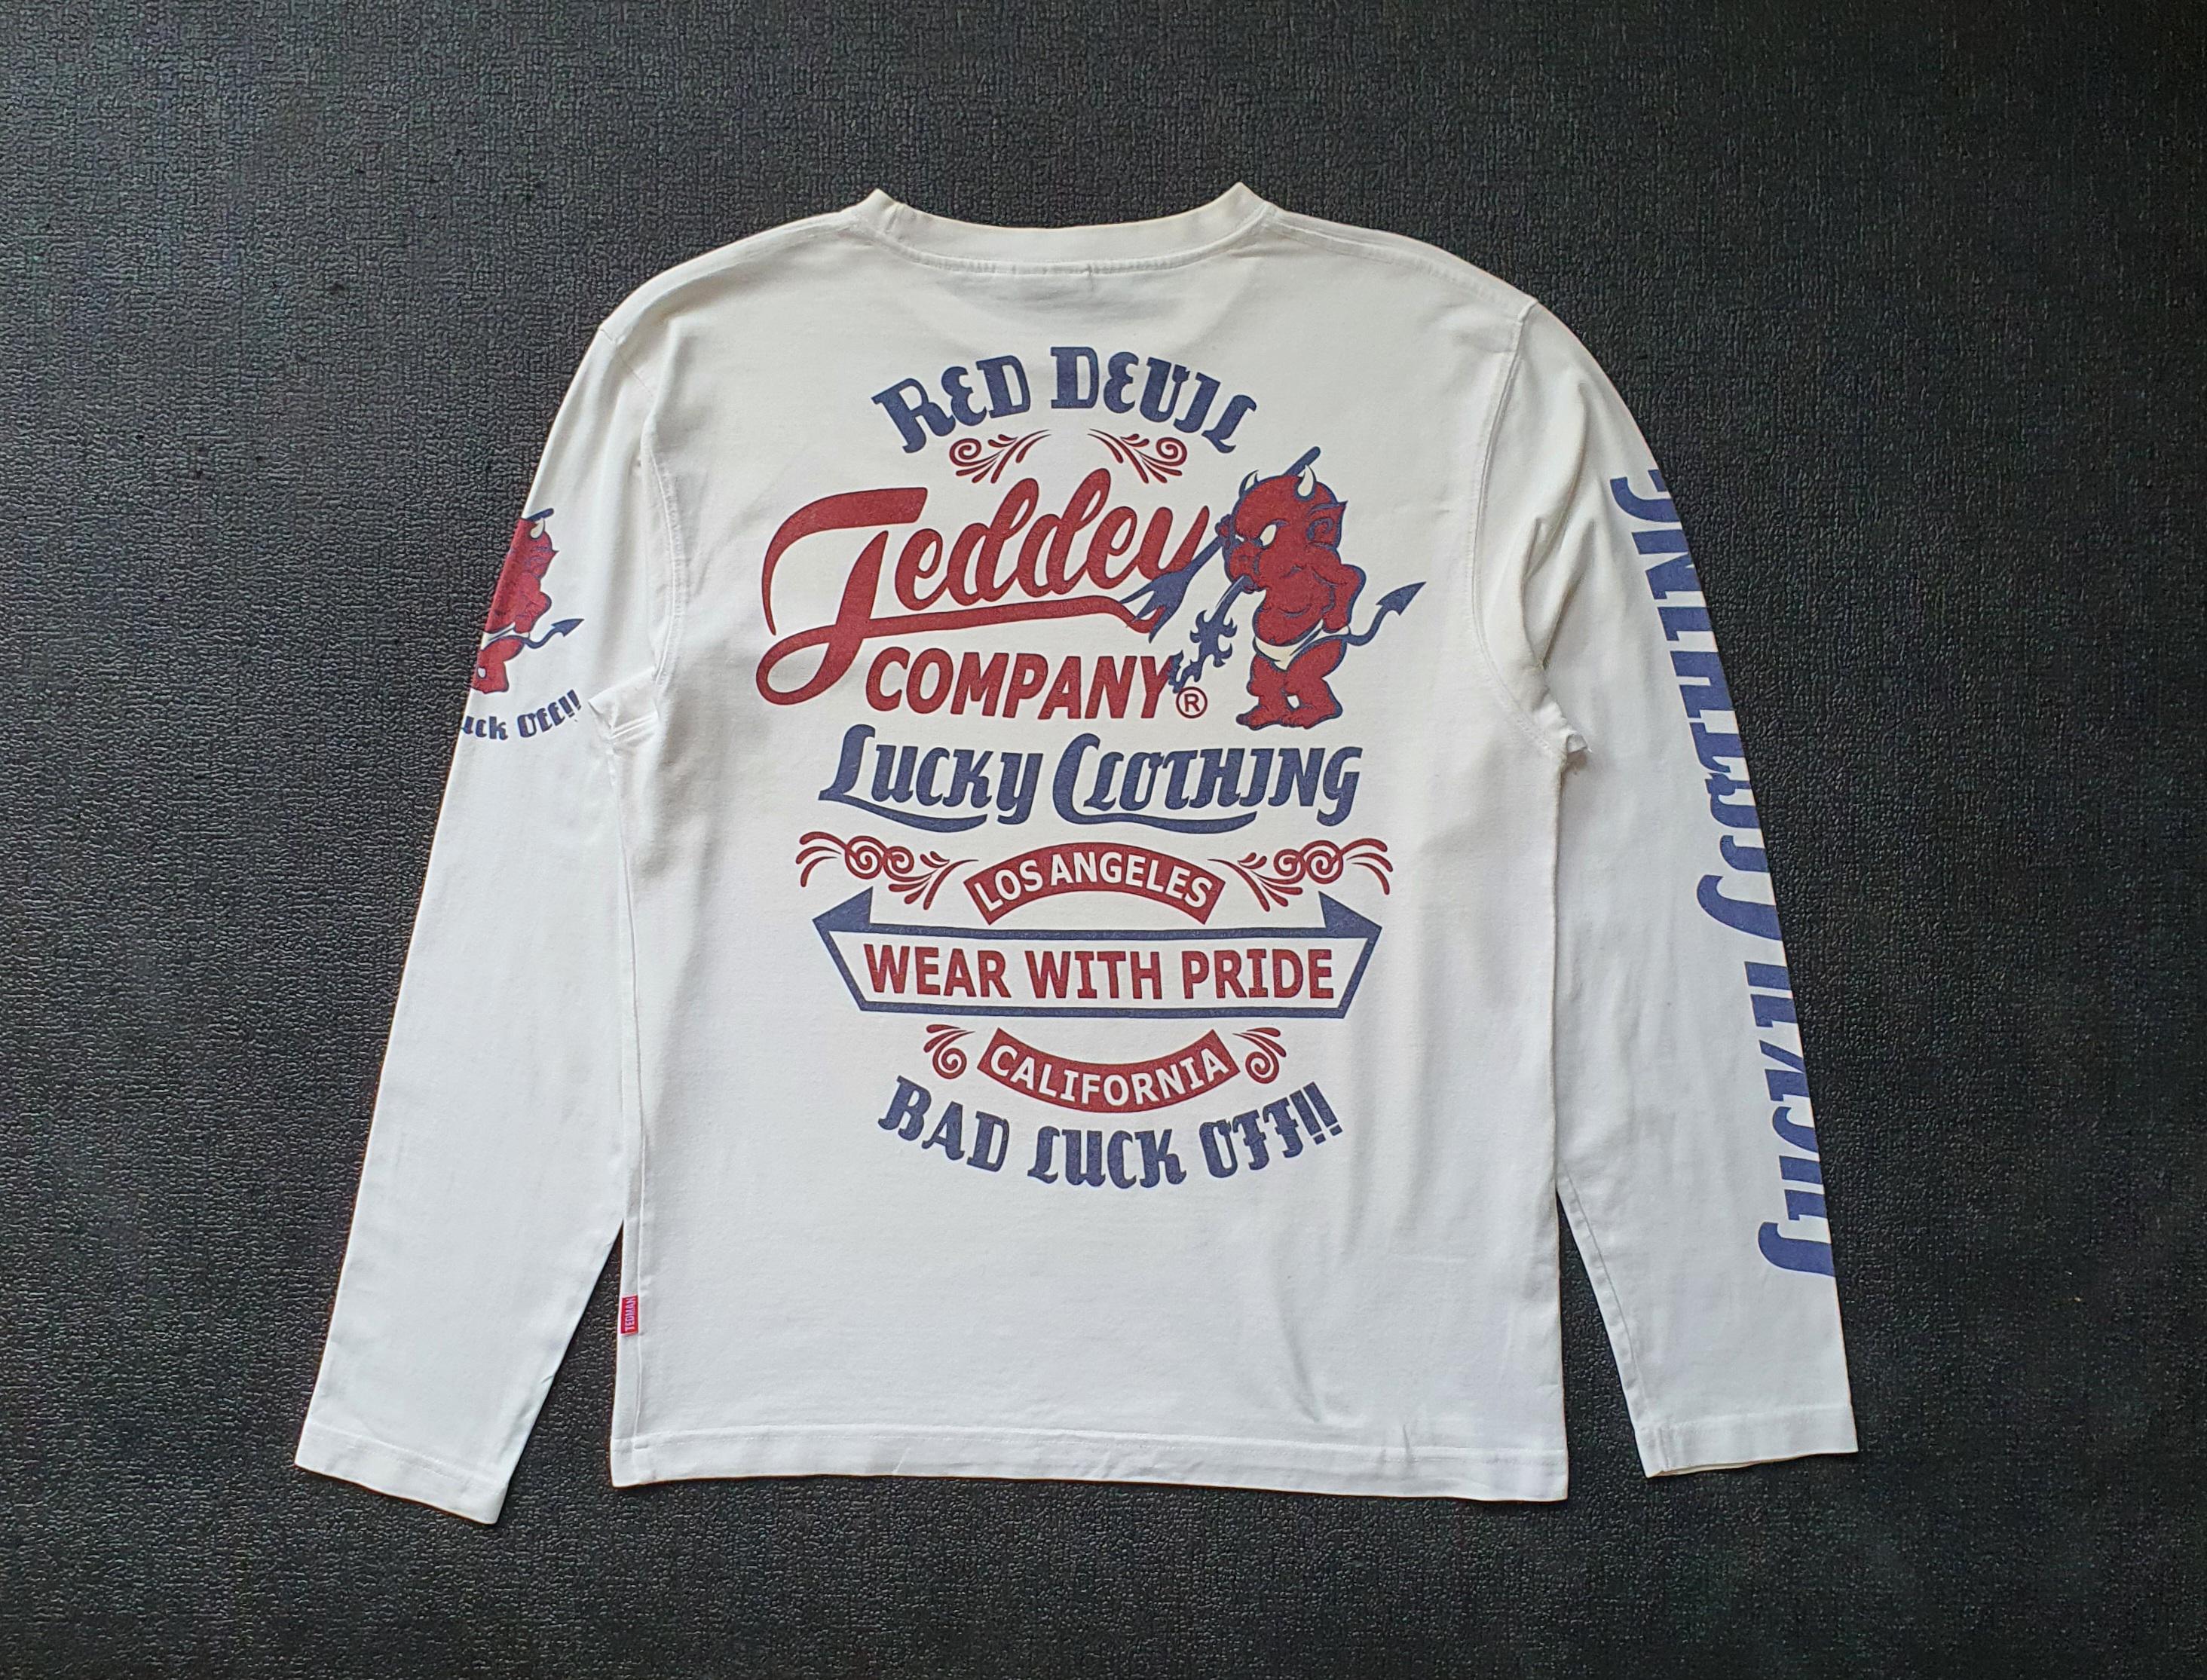 RED DEVIL
Teddey
COMPANY®
LUCKY CLOTHING
LOS ANGELES
WEAR WITH PRIDE
CALIFORNIA
BAD LUCK OFF!!
uck OFF!!
LUCKY CLOTHING
TEDMAN